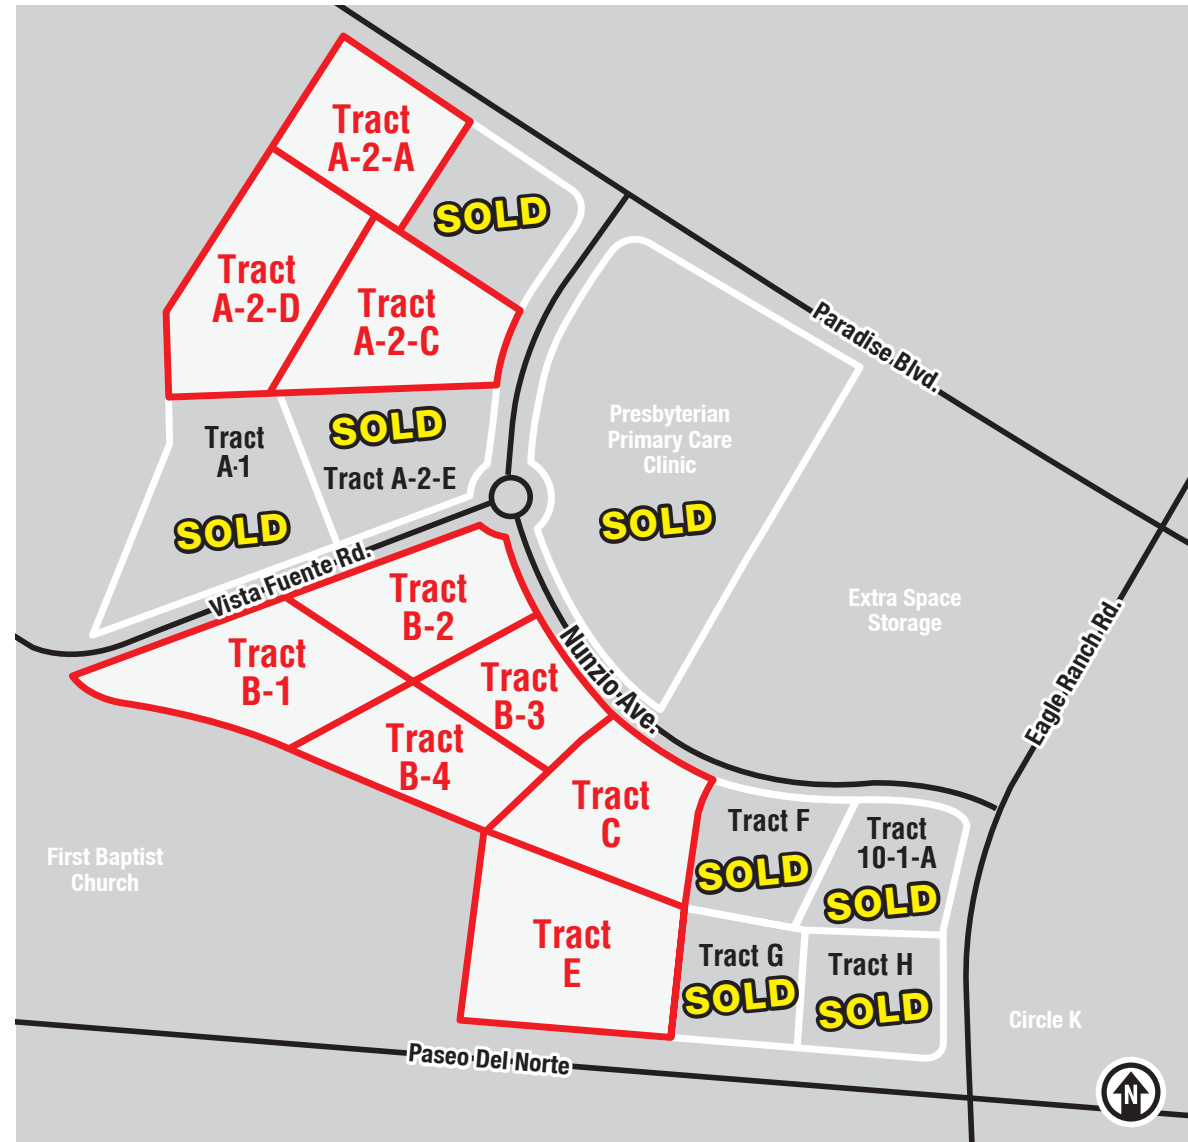 Tract
A-2-A
SOLD
Tract
A-2-D
Tract
A-2-C
Paradise Blvd.
SOLD
Tract A-2-E
Tract
A-1
SOLD
Presbyterian
Primary Care
Clinic
SOLD
Vista Fuente Rd.
Tract
B-2
Extra Space
Storage
Tract
B-1
Tract
B-3
Nunzio Ave.
Eagle Ranch Rd.
Tract
B-4
Tract
C
Tract F
SOLD
Tract
10-1-A
SOLD
First Baptist
Church
Tract
E
Tract G
SOLD
Tract H
SOLD
Circle K
Paseo Del Norte
N